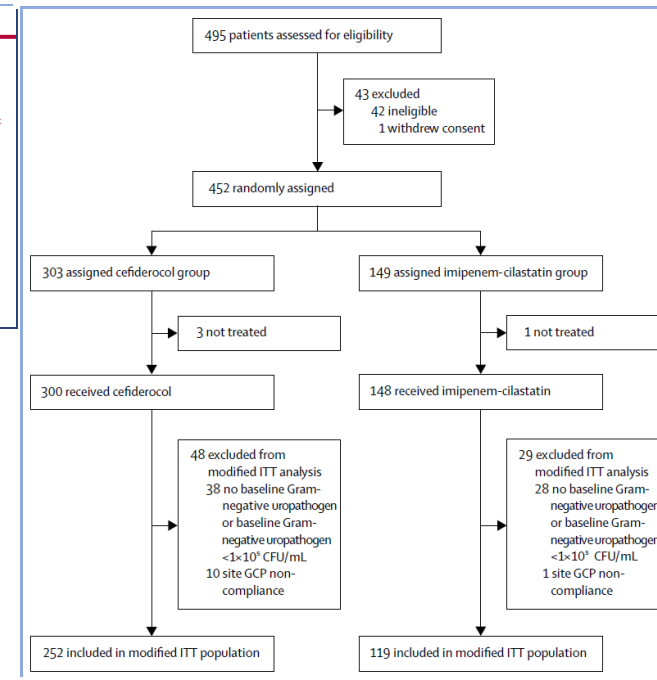 495 patients assessed for eligibility
43 excluded
42 ineligible
1 withdrew consent
452 randomly assigned
303 assigned cefiderocol group
149 assigned imipenem-cilastatin group
3 not treated
1 not treated
300 received cefiderocol
148 received imipenem-cilastatin
48 excluded from
modified ITT analysis
38 no baseline Gram-
negative uropathogen
or baseline Gram-
negative uropathogen
<1×10⁵ CFU/mL
10 site GCP non-
compliance
29 excluded from
modified ITT analysis
28 no baseline Gram-
negative uropathogen
or baseline Gram-
negative uropathogen
<1×10⁵ CFU/mL
1 site GCP non-
compliance
252 included in modified ITT population
119 included in modified ITT population